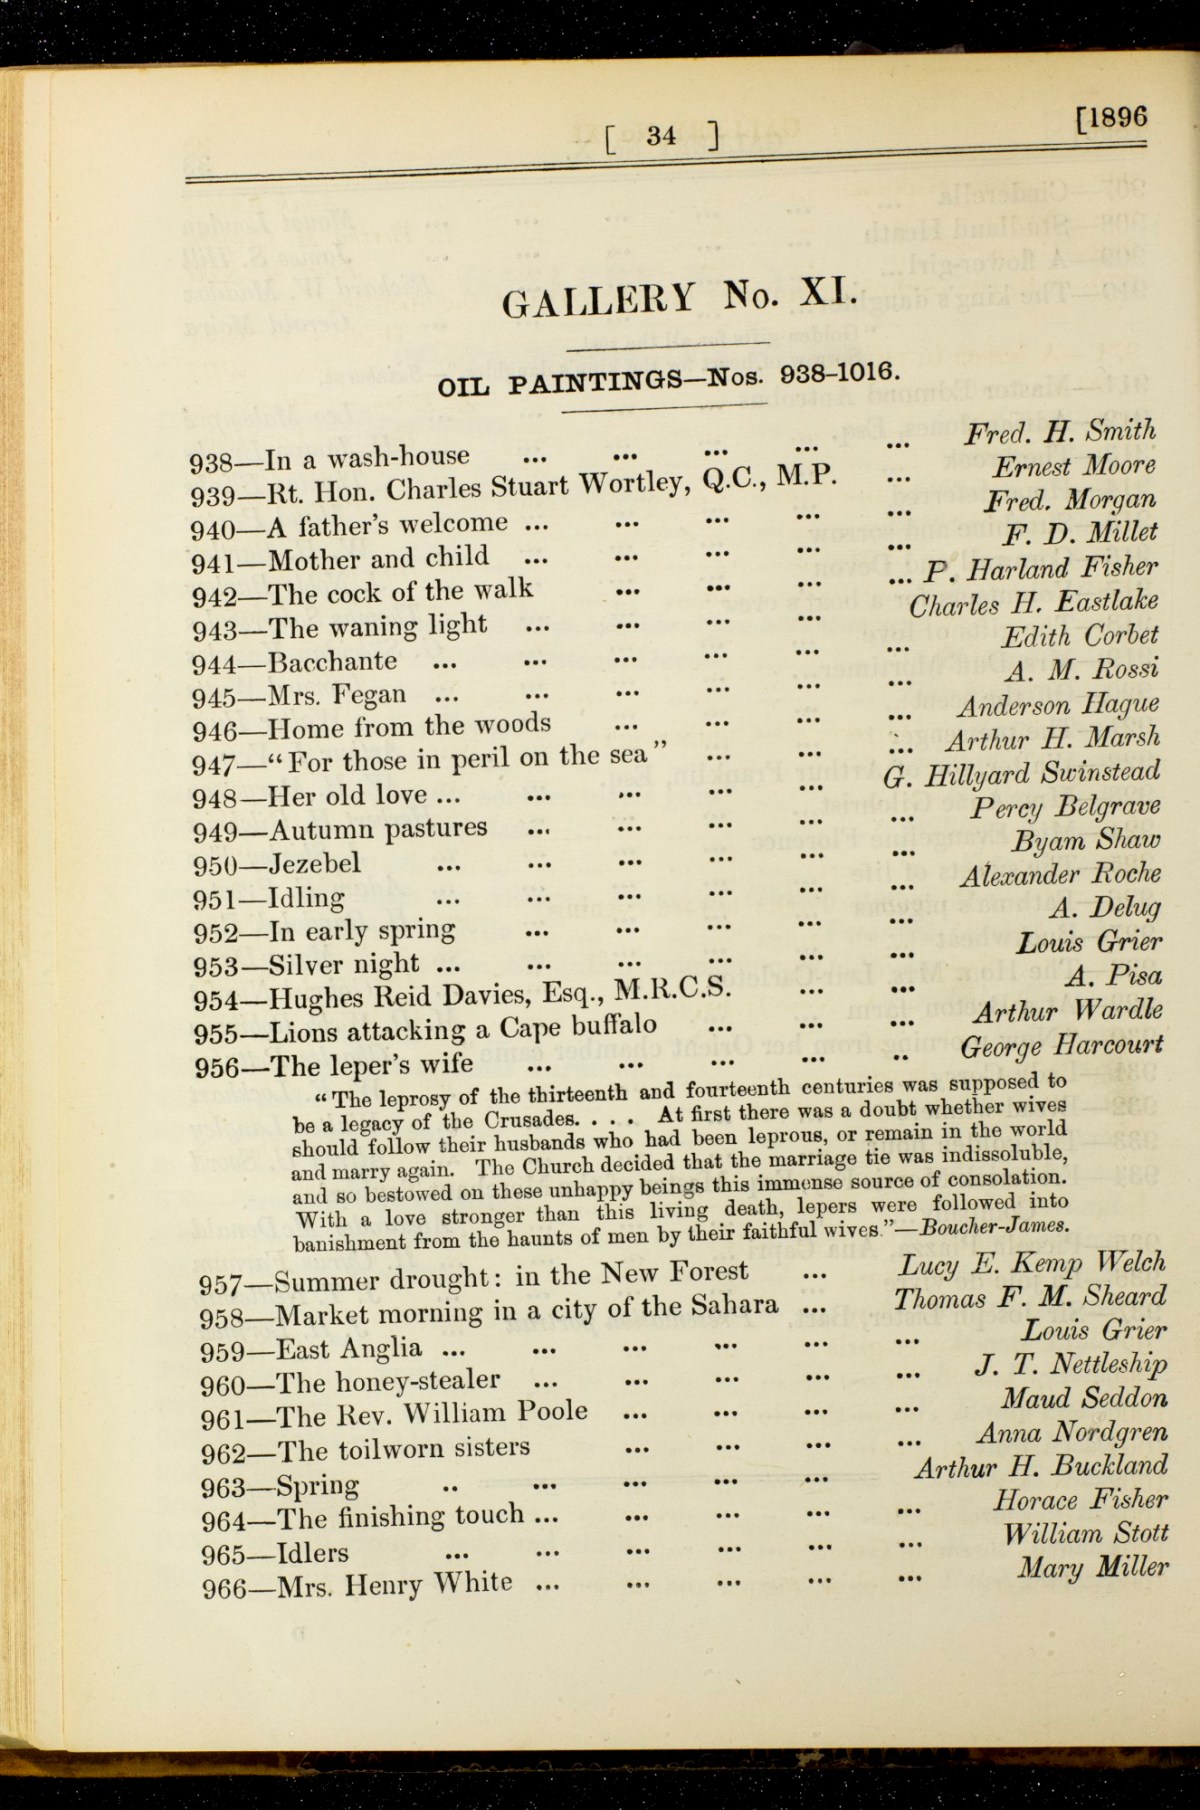 [ 34 ] [1896
GALLERY No. XI.
OIL PAINTINGS—Nos. 938-1016.
938—In a wash-house ... ... ... ... ... Fred. H. Smith
939—Rt. Hon. Charles Stuart Wortley, Q.C., M.P. ... Ernest Moore
940—A father's welcome ... ... ... ... ... Fred. Morgan
941—Mother and child ... ... ... ... ... F. D. Millet
942—The cock of the walk ... ... ... ... P. Harland Fisher
943—The waning light ... ... ... ... Charles H. Eastlake
944—Bacchante ... ... ... ... ... ... Edith Corbet
945—Mrs. Fegan ... ... ... ... ... ... A. M. Rossi
946—Home from the woods ... ... ... ... Anderson Hague
947—“For those in peril on the sea” ... ... ... Arthur H. Marsh
948—Her old love ... ... ... ... ... G. Hillyard Swinstead
949—Autumn pastures ... ... ... ... ... Percy Belgrave
950—Jezebel ... ... ... ... ... ... Byam Shaw
951—Idling ... ... ... ... ... ... Alexander Roche
952—In early spring ... ... ... ... ... A. Delug
953—Silver night ... ... ... ... ... ... Louis Grier
954—Hughes Reid Davies, Esq., M.R.C.S. ... ... A. Pisa
955—Lions attacking a Cape buffalo ... ... ... Arthur Wardle
956—The leper's wife ... ... ... ... .. George Harcourt
“The leprosy of the thirteenth and fourteenth centuries was supposed to
be a legacy of the Crusades. . . . At first there was a doubt whether wives
should follow their husbands who had been leprous, or remain in the world
and marry again. The Church decided that the marriage tie was indissoluble,
and so bestowed on these unhappy beings this immense source of consolation.
With a love stronger than this living death, lepers were followed into
banishment from the haunts of men by their faithful wives.”—Boucher-James.
957—Summer drought: in the New Forest ... Lucy E. Kemp Welch
958—Market morning in a city of the Sahara ... Thomas F. M. Sheard
959—East Anglia ... ... ... ... ... ... Louis Grier
960—The honey-stealer ... ... ... ... ... J. T. Nettleship
961—The Rev. William Poole ... ... ... ... Maud Seddon
962—The toilworn sisters ... ... ... ... Anna Nordgren
963—Spring .. ... ... ... ... Arthur H. Buckland
964—The finishing touch ... ... ... ... ... Horace Fisher
965—Idlers ... ... ... ... ... ... William Stott
966—Mrs. Henry White ... ... ... ... ... Mary Miller